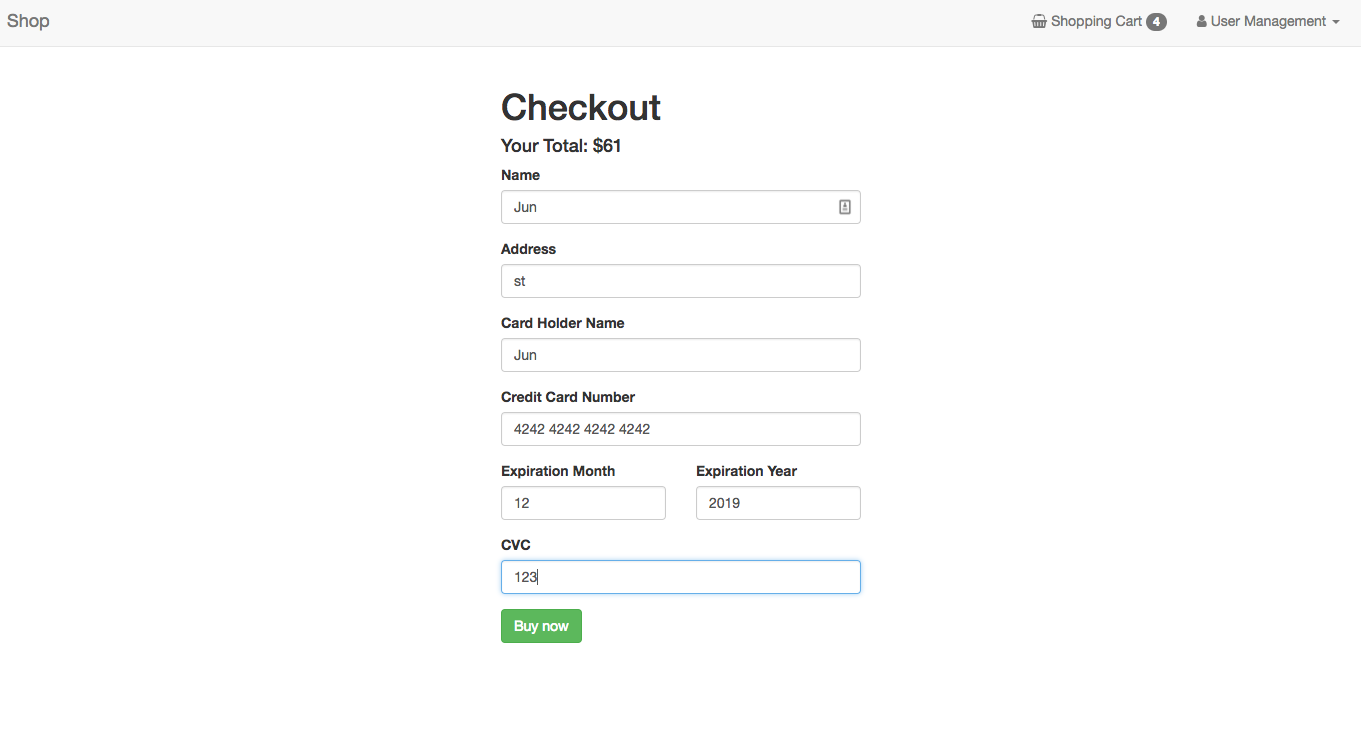 Shop
Shopping Cart 4
User Management
Checkout
Your Total: $61
Name
Jun
Address
st
Card Holder Name
Jun
Credit Card Number
4242 4242 4242 4242
Expiration Month Expiration Year
12 2019
CVC
123
Buy now